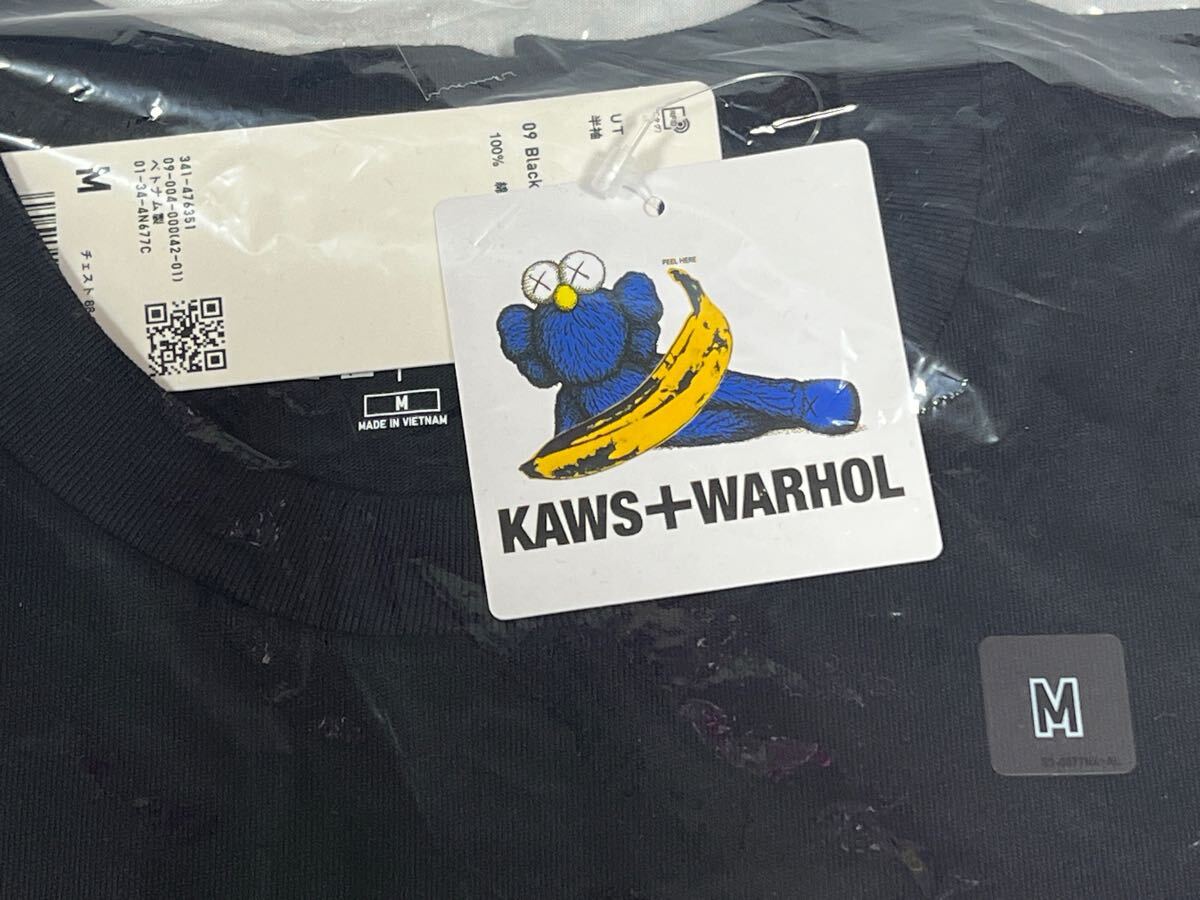 UT
半袖
09 Black
100% 綿
341-476351
09-004-000(42-01)
ベトナム製
01-34-4N677C
M
チェスト 88
M
MADE IN VIETNAM
PEEL HERE
KAWS+WARHOL
M